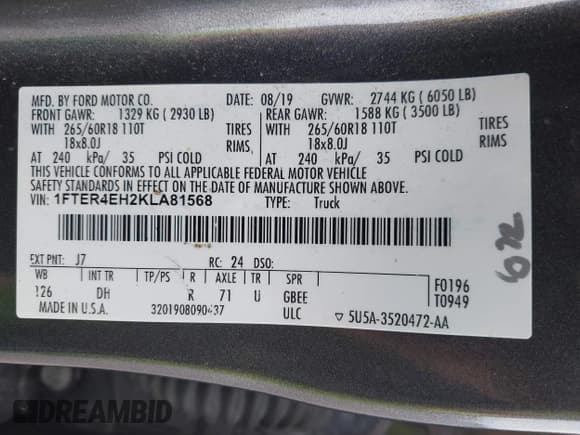 MFD. BY FORD MOTOR CO. DATE: 08/19 GVWR: 2744 KG ( 6050 LB)
FRONT GAWR: 1329 KG ( 2930 LB) REAR GAWR: 1588 KG ( 3500 LB)
WITH 265/60R18 110T TIRES WITH 265/60R18 110T TIRES
18x8.0J RIMS 18x8.0J RIMS
AT 240 kPa/ 35 PSI COLD AT 240 kPa/ 35 PSI COLD
THIS VEHICLE CONFORMS TO ALL APPLICABLE FEDERAL MOTOR VEHICLE
SAFETY STANDARDS IN EFFECT ON THE DATE OF MANUFACTURE SHOWN ABOVE.
VIN: 1FTER4EH2KLA81568 TYPE: Truck
EXT PNT: J7 RC: 24 DSO:
WB INT TR TP/PS R AXLE TR SPR F0196
126 DH R 71 U GBEE T0949
MADE IN U.S.A. 3201908090437 ULC ▽ 5U5A-3520472-AA
DREAMBID